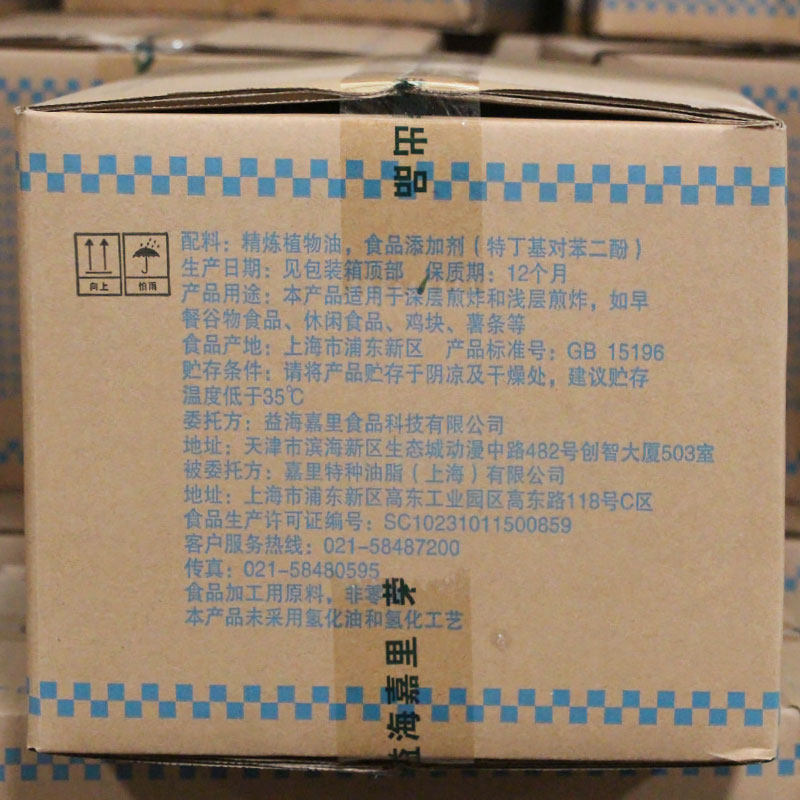 配料：精炼植物油，食品添加剂（特丁基对苯二酚）
生产日期：见包装箱顶部 保质期：12个月
产品用途：本产品适用于深层煎炸和浅层煎炸，如早
餐谷物食品、休闲食品、鸡块、薯条等
食品产地：上海市浦东新区 产品标准号：GB 15196
贮存条件：请将产品贮存于阴凉及干燥处，建议贮存
温度低于35℃
委托方：益海嘉里食品科技有限公司
地址：天津市滨海新区生态城动漫中路482号创智大厦503室
被委托方：嘉里特种油脂（上海）有限公司
地址：上海市浦东新区高东工业园区高东路118号C区
食品生产许可证编号：SC10231011500859
客户服务热线：021-58487200
传真：021-58480595
食品加工用原料，非零
本产品未采用氢化油和氢化工艺
向上
怕雨
益海嘉里 荣